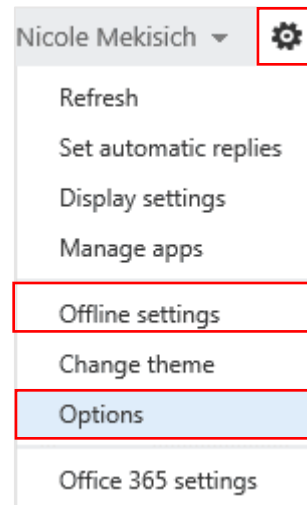 Nicole Mekisich
Refresh
Set automatic replies
Display settings
Manage apps
Offline settings
Change theme
Options
Office 365 settings